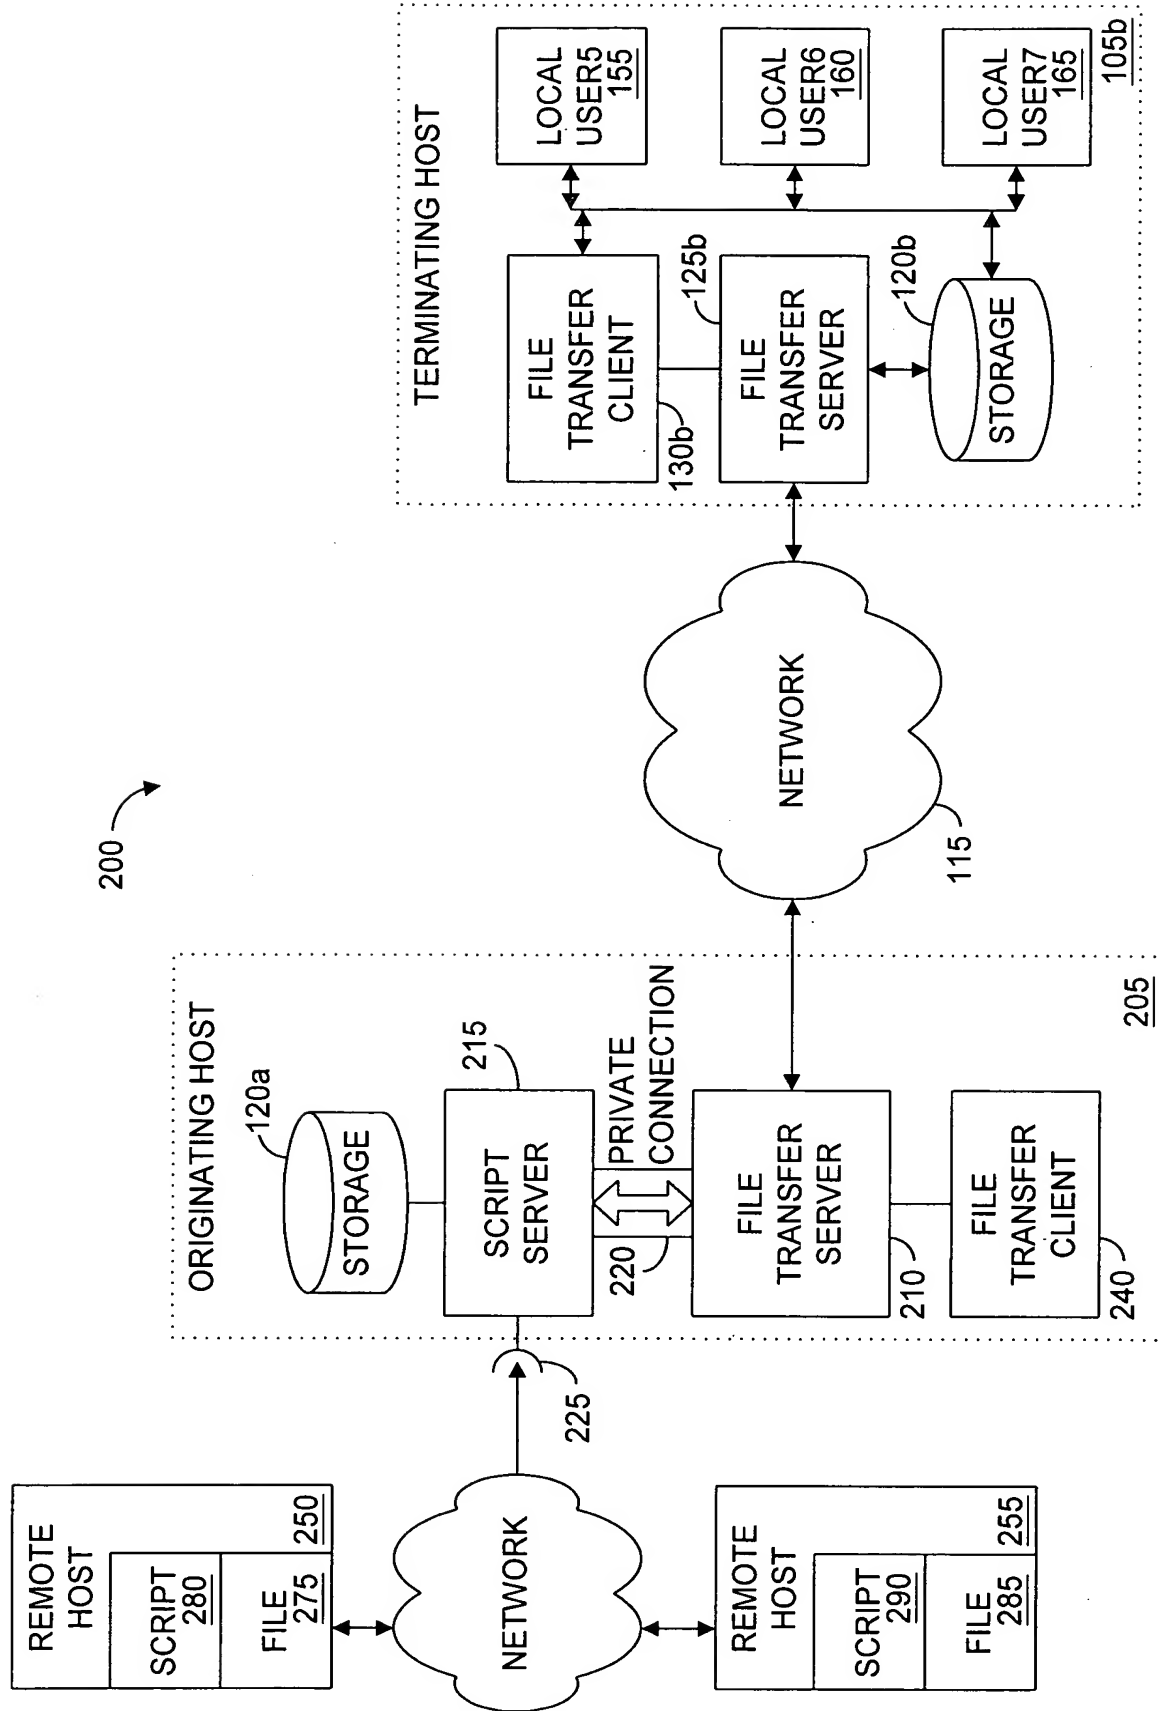 200
REMOTE
HOST
SCRIPT
280
FILE
275
250
NETWORK
REMOTE
HOST
SCRIPT
290
FILE
285
255
225
ORIGINATING HOST
120a
STORAGE
SCRIPT
SERVER
215
220
PRIVATE
CONNECTION
FILE
TRANSFER
SERVER
210
FILE
TRANSFER
CLIENT
240
205
NETWORK
115
TERMINATING HOST
FILE
TRANSFER
CLIENT
130b
FILE
TRANSFER
SERVER
125b
STORAGE
120b
LOCAL
USER5
155
LOCAL
USER6
160
LOCAL
USER7
165
105b